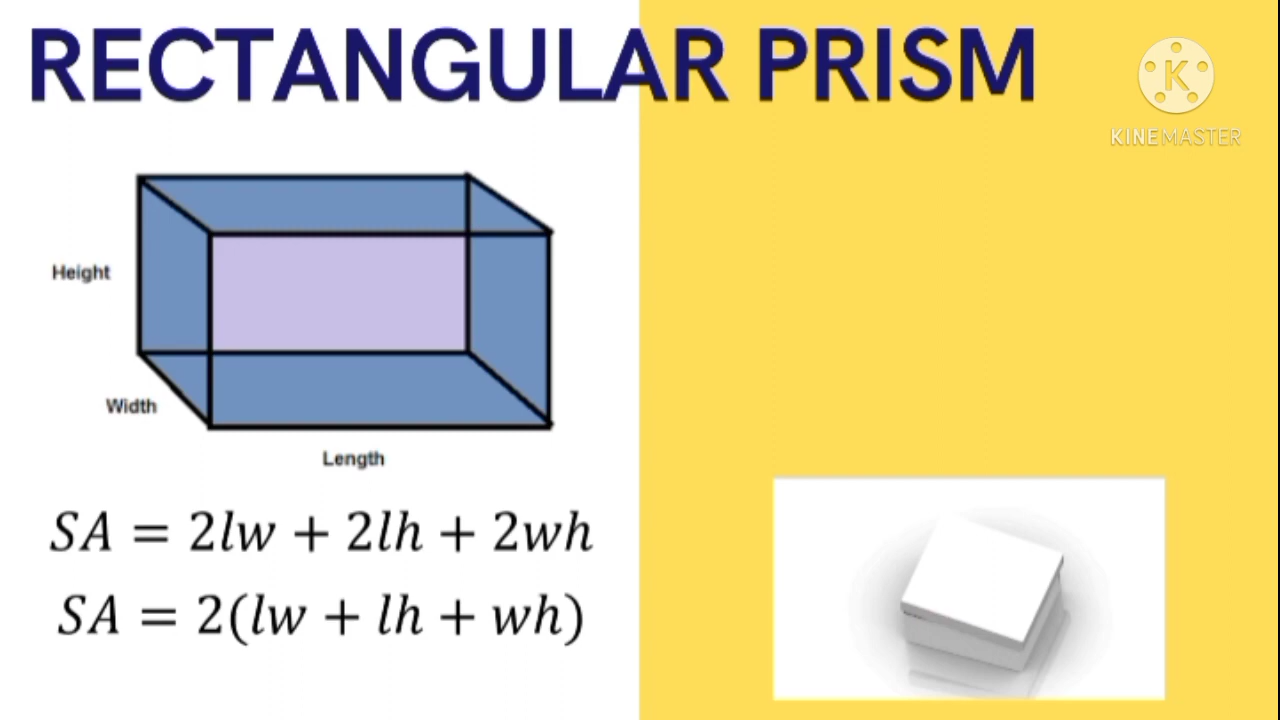 RECTANGULAR PRISM
K
KINEMASTER
Height
Width
Length
SA = 2lw + 2lh + 2wh
SA = 2(lw + lh + wh)